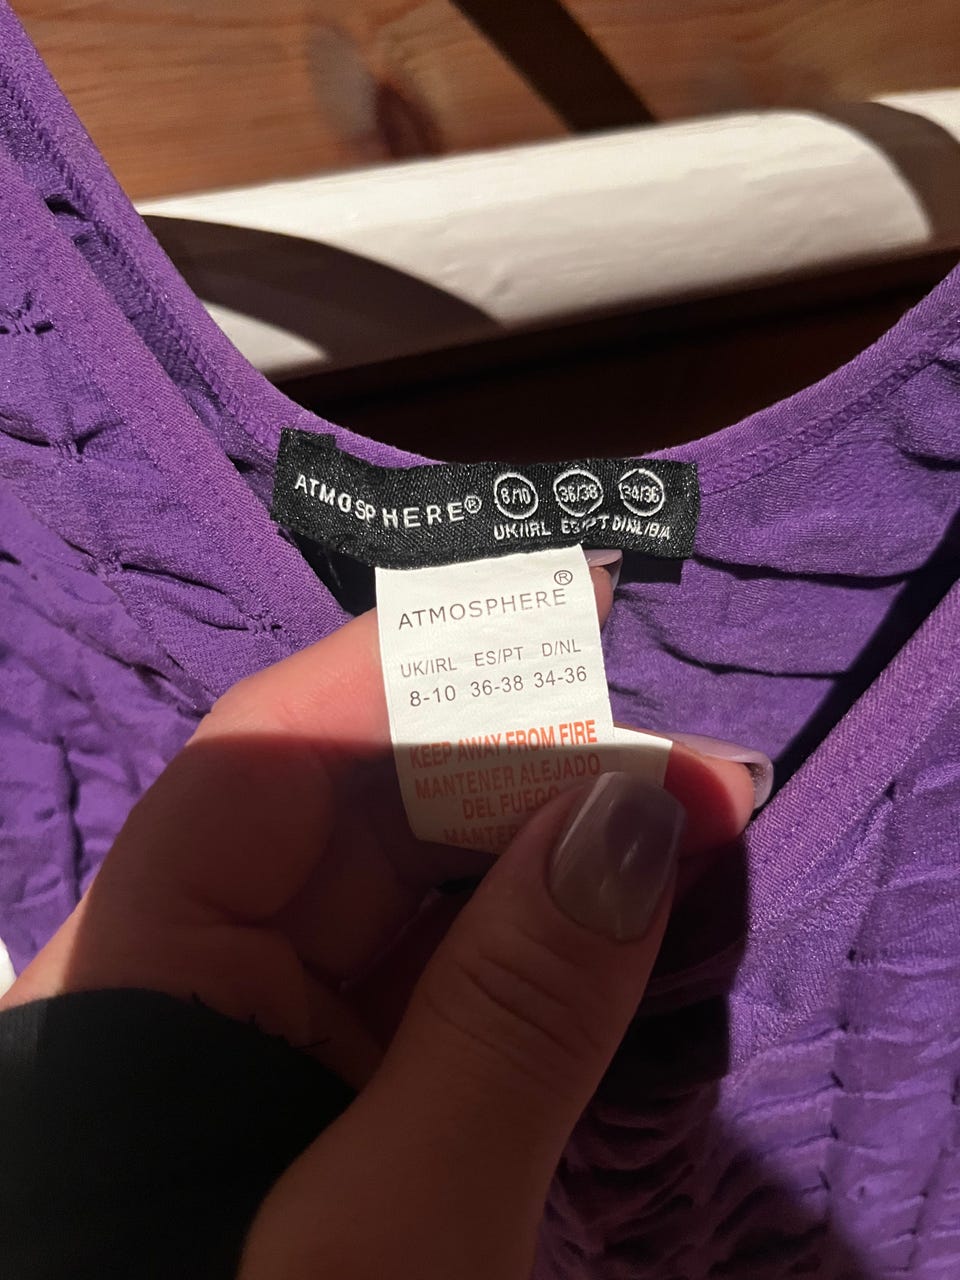 ATMOSPHERE® 8/10 36/38 34/36
UK/IRL ES/PT D/NL/B/A
ATMOSPHERE®
UK/IRL ES/PT D/NL
8-10 36-38 34-36
KEEP AWAY FROM FIRE
MANTENER ALEJADO
DEL FUEGO